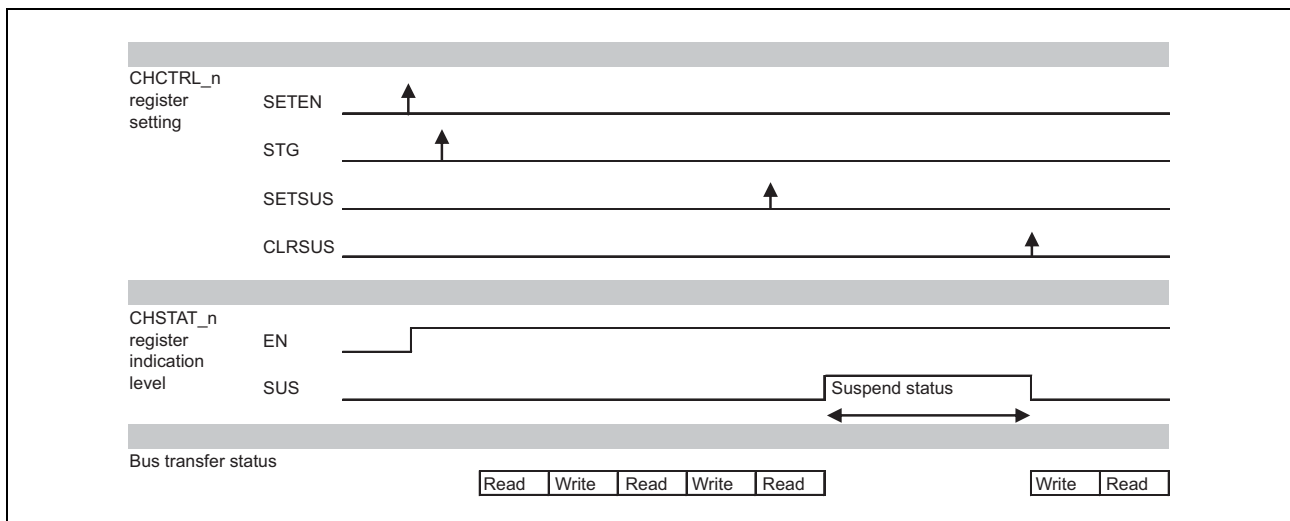 CHCTRL_n
register
setting
SETEN
STG
SETSUS
CLRSUS
CHSTAT_n
register
indication
level
EN
SUS
Suspend status
Bus transfer status
Read Write Read Write Read Write Read